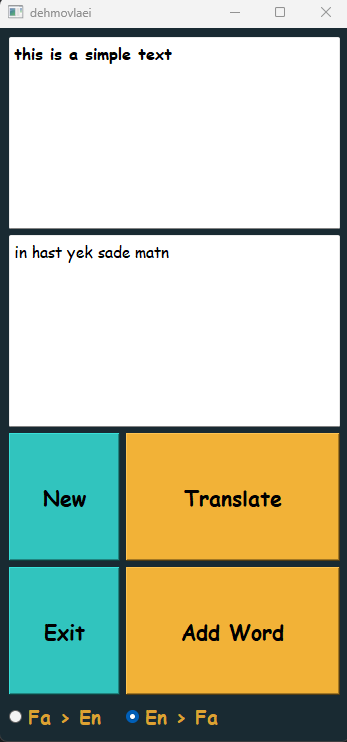 dehmovlaei
this is a simple text
in hast yek sade matn
New
Translate
Exit
Add Word
Fa > En
En > Fa